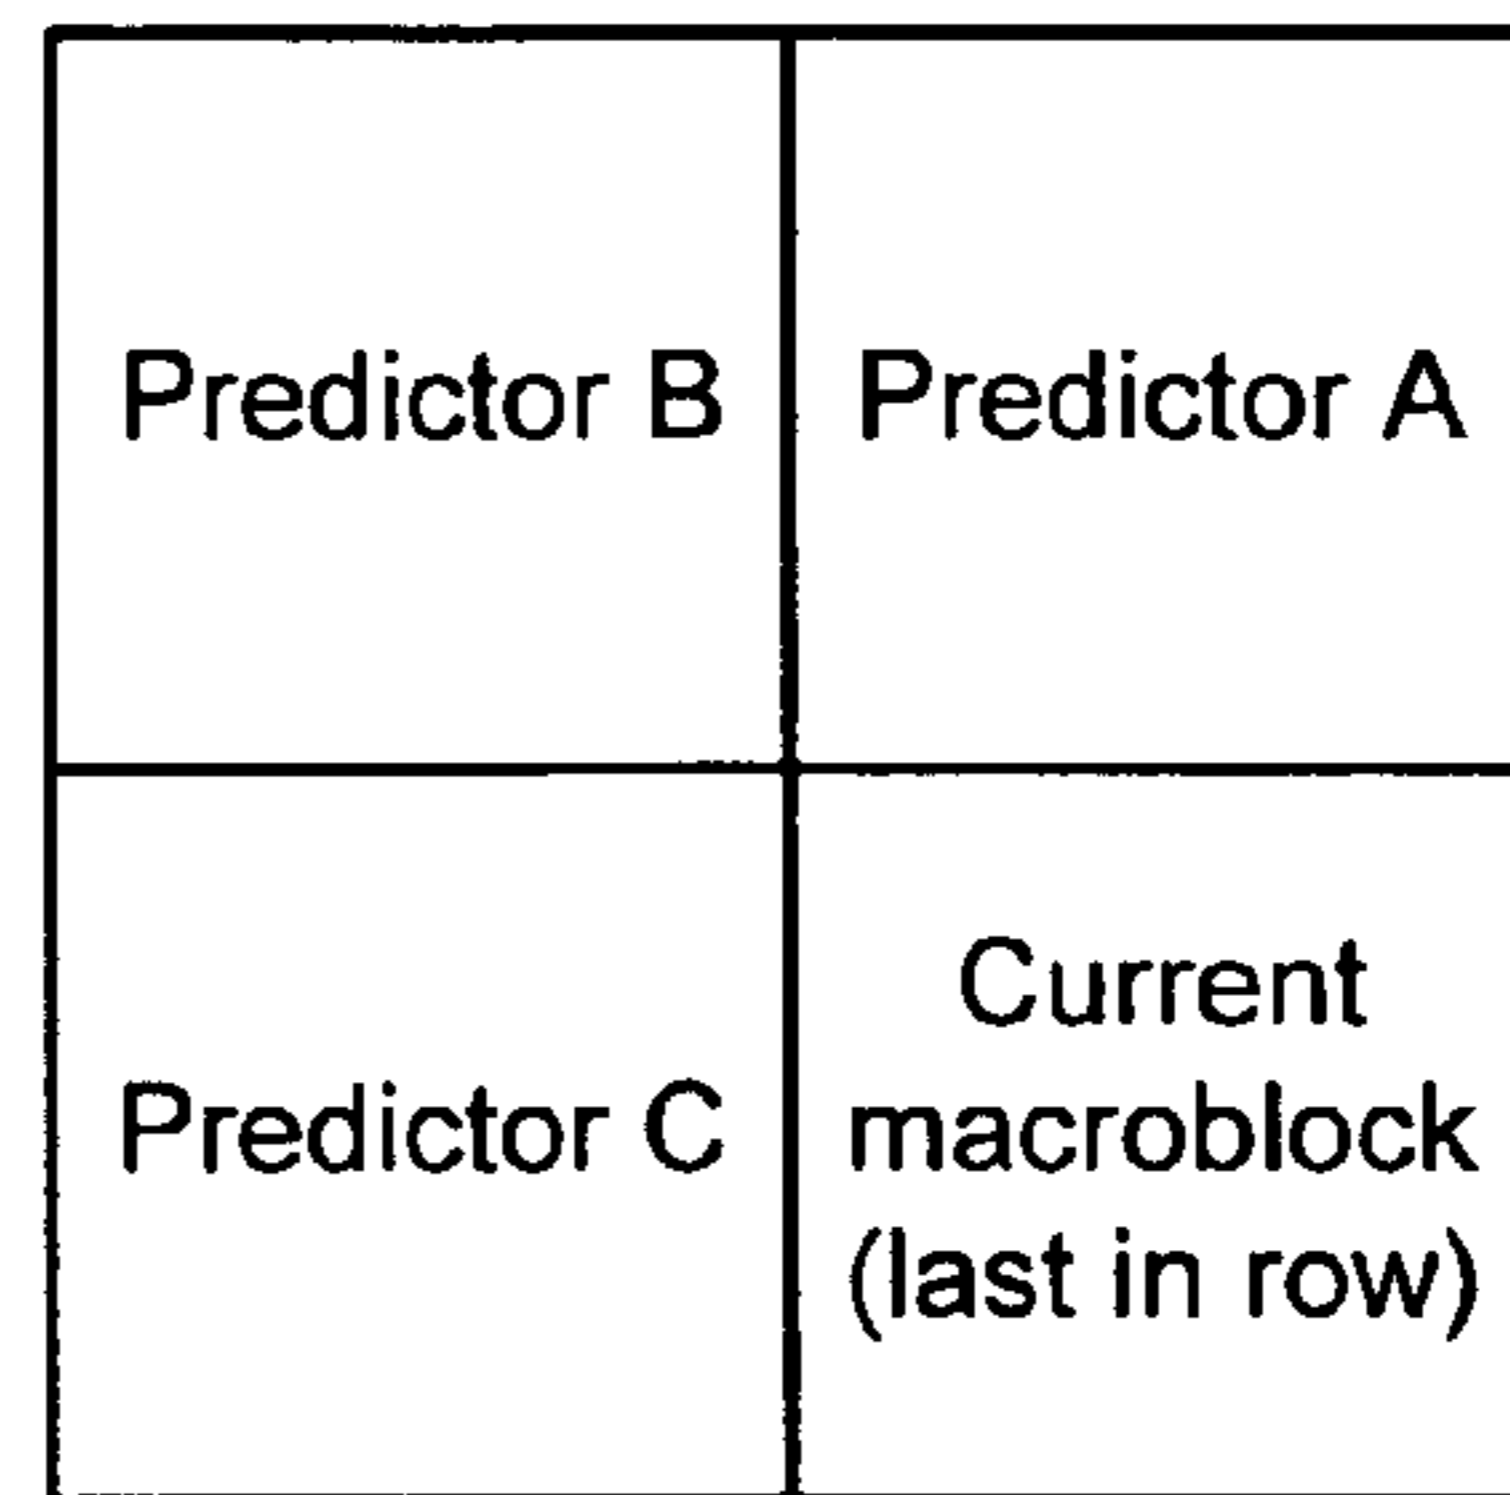 Predictor B
Predictor A
Predictor C
Current
macroblock
(last in row)